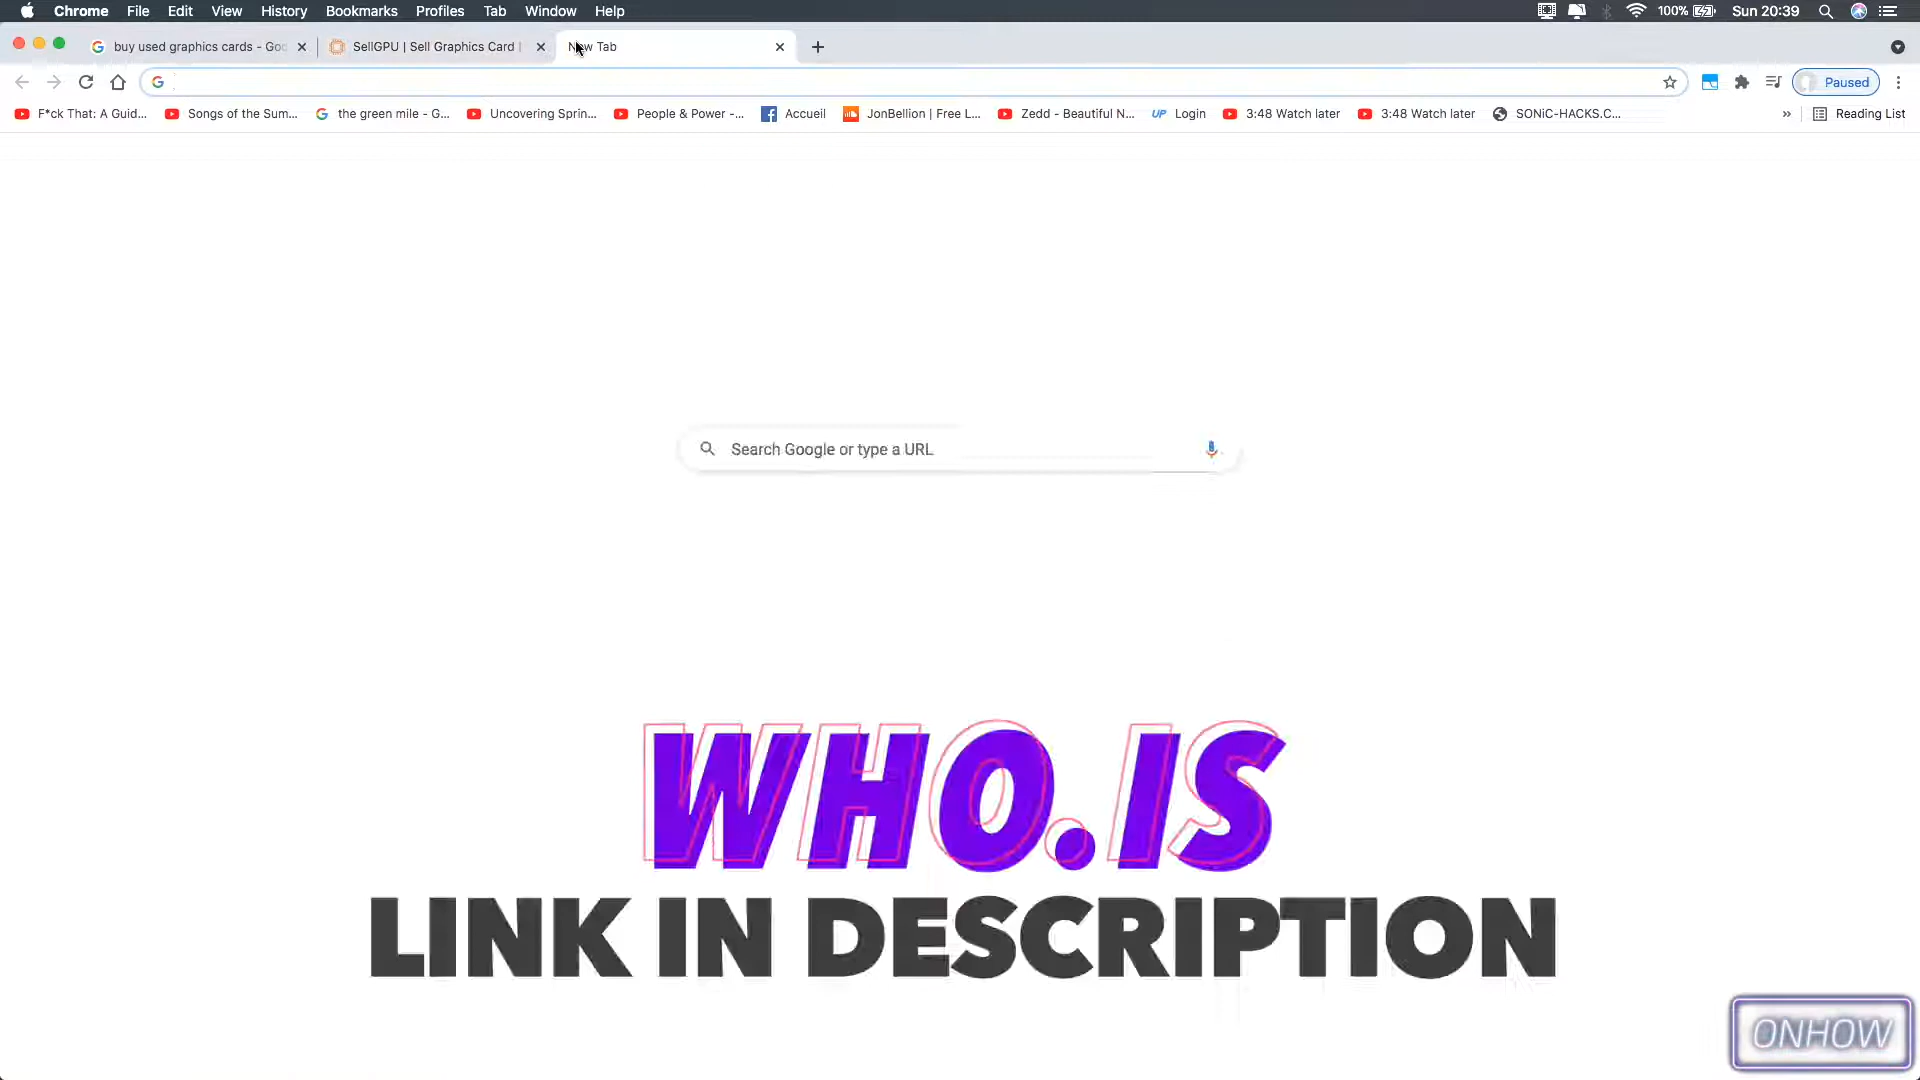 Chrome File Edit View History Bookmarks Profiles Tab Window Help 100% Sun 20:39
buy used graphics cards - Goo SellGPU | Sell Graphics Card | New Tab
Paused
F*ck That: A Guid... Songs of the Sum... the green mile - G... Uncovering Sprin... People & Power -... Accueil JonBellion | Free L... Zedd - Beautiful N... UP Login 3:48 Watch later 3:48 Watch later SONiC-HACKS.C... » Reading List
Search Google or type a URL
WHO.IS
LINK IN DESCRIPTION
ONHOW